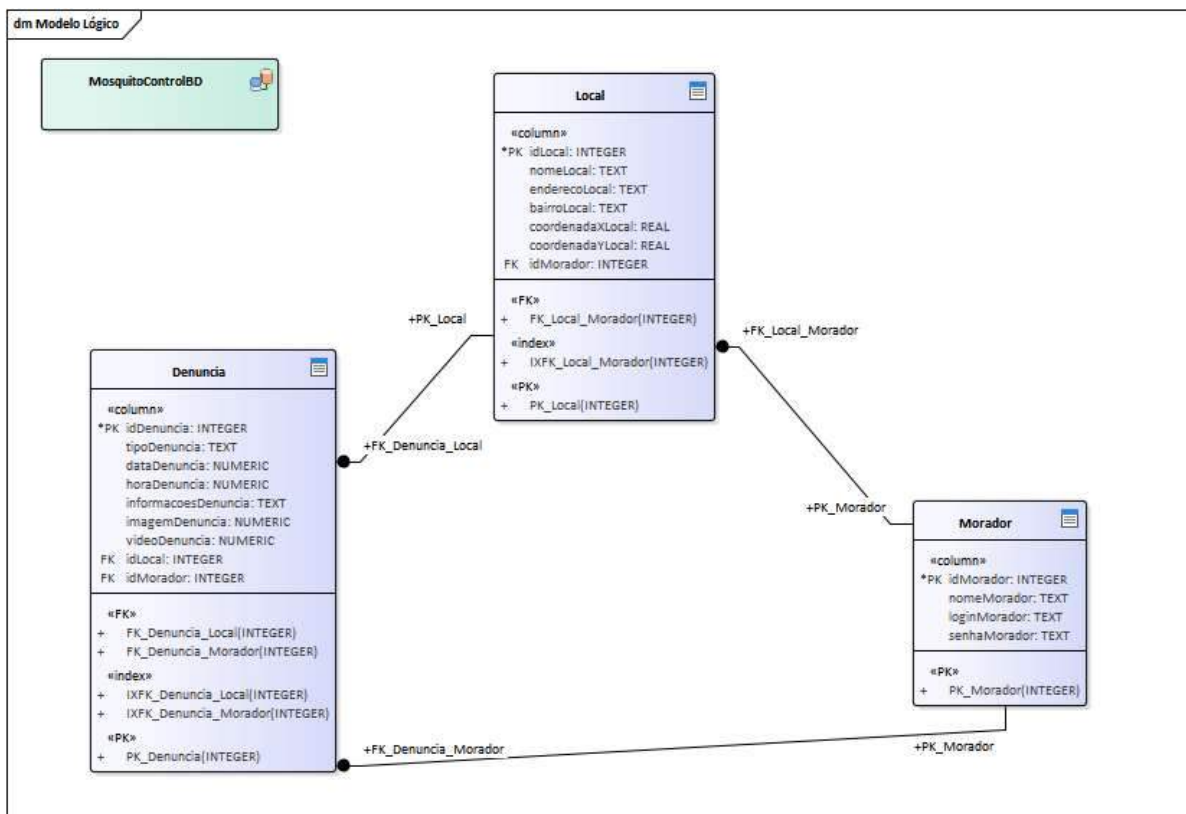 dm Modelo Lógico
MosquitoControlBD
Local
«column»
*PK idLocal: INTEGER
nomeLocal: TEXT
enderecoLocal: TEXT
bairroLocal: TEXT
coordenadaXLocal: REAL
coordenadaYLocal: REAL
FK idMorador: INTEGER
«FK»
+ FK_Local_Morador(INTEGER)
«index»
+ IXFK_Local_Morador(INTEGER)
«PK»
+ PK_Local(INTEGER)
+PK_Local
+FK_Local_Morador
Denuncia
«column»
*PK idDenuncia: INTEGER
tipoDenuncia: TEXT
dataDenuncia: NUMERIC
horaDenuncia: NUMERIC
informacoesDenuncia: TEXT
imagemDenuncia: NUMERIC
videoDenuncia: NUMERIC
FK idLocal: INTEGER
FK idMorador: INTEGER
«FK»
+ FK_Denuncia_Local(INTEGER)
+ FK_Denuncia_Morador(INTEGER)
«index»
+ IXFK_Denuncia_Local(INTEGER)
+ IXFK_Denuncia_Morador(INTEGER)
«PK»
+ PK_Denuncia(INTEGER)
+FK_Denuncia_Local
+PK_Morador
Morador
«column»
*PK idMorador: INTEGER
nomeMorador: TEXT
loginMorador: TEXT
senhaMorador: TEXT
«PK»
+ PK_Morador(INTEGER)
+FK_Denuncia_Morador
+PK_Morador